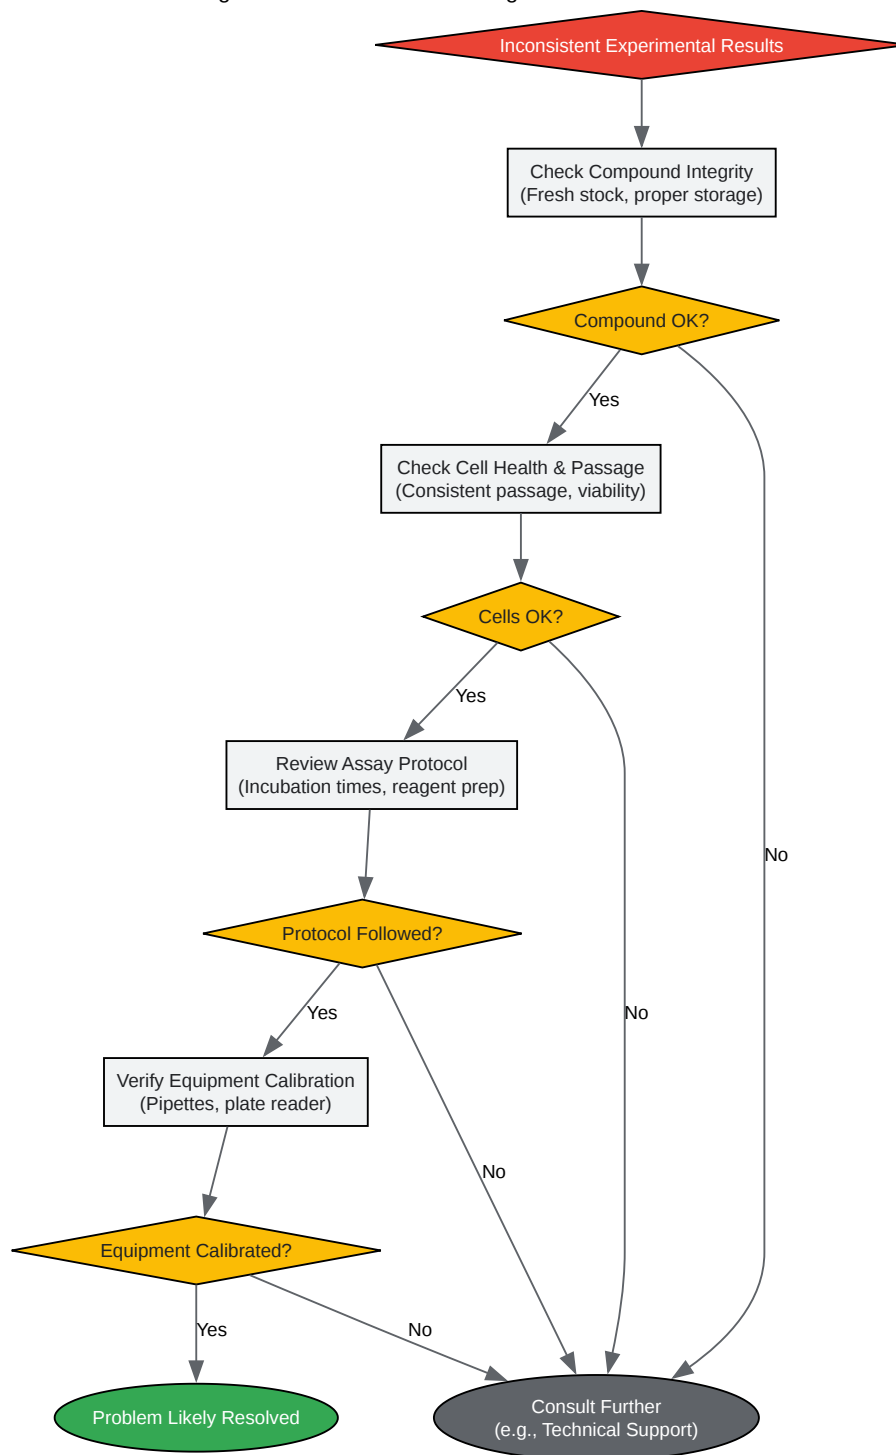 Inconsistent Experimental Results
Check Compound Integrity
(Fresh stock, proper storage)
Compound OK?
Yes
Check Cell Health & Passage
(Consistent passage, viability)
Cells OK?
Yes
Review Assay Protocol
(Incubation times, reagent prep)
No
Protocol Followed?
Yes
No
Verify Equipment Calibration
(Pipettes, plate reader)
No
Equipment Calibrated?
Yes
No
Problem Likely Resolved
Consult Further
(e.g., Technical Support)